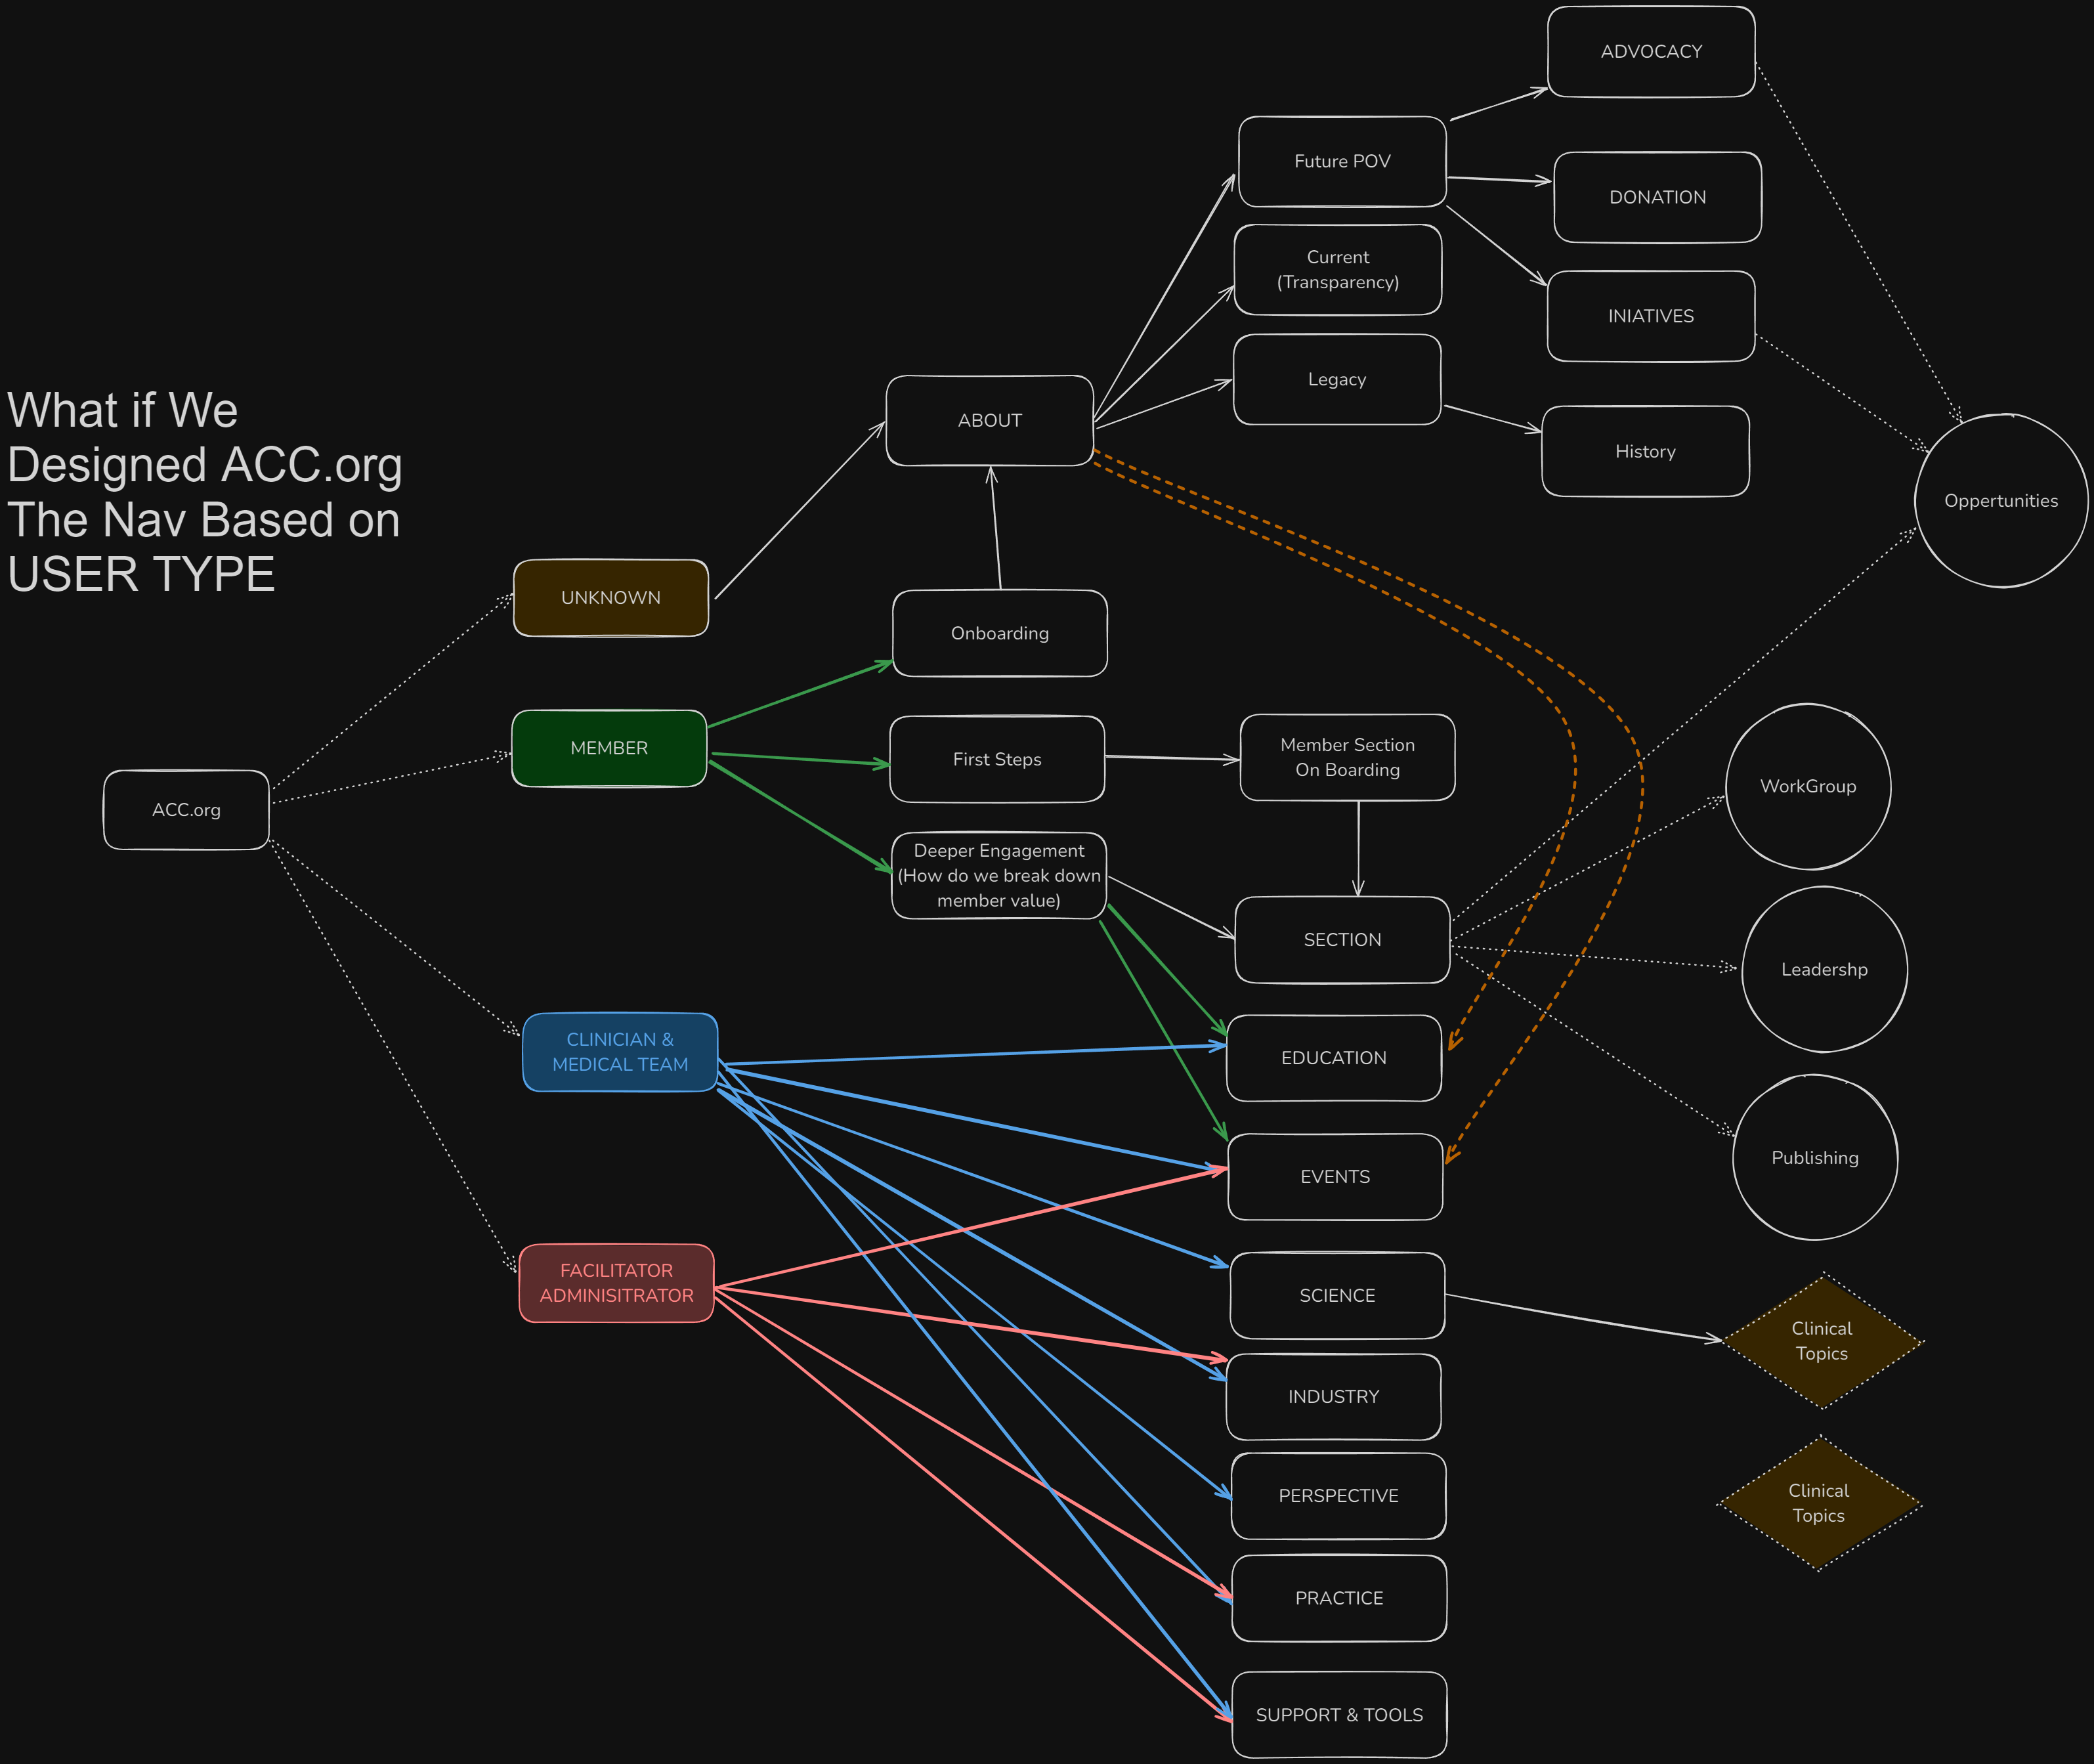 What if We
Designed ACC.org
The Nav Based on
USER TYPE
ACC.org
UNKNOWN
MEMBER
CLINICIAN &
MEDICAL TEAM
FACILITATOR
ADMINISITRATOR
ABOUT
Onboarding
First Steps
Deeper Engagement
(How do we break down
member value)
Future POV
Current
(Transparency)
Legacy
Member Section
On Boarding
SECTION
EDUCATION
EVENTS
SCIENCE
INDUSTRY
PERSPECTIVE
PRACTICE
SUPPORT & TOOLS
ADVOCACY
DONATION
INIATIVES
History
Oppertunities
WorkGroup
Leadershp
Publishing
Clinical
Topics
Clinical
Topics